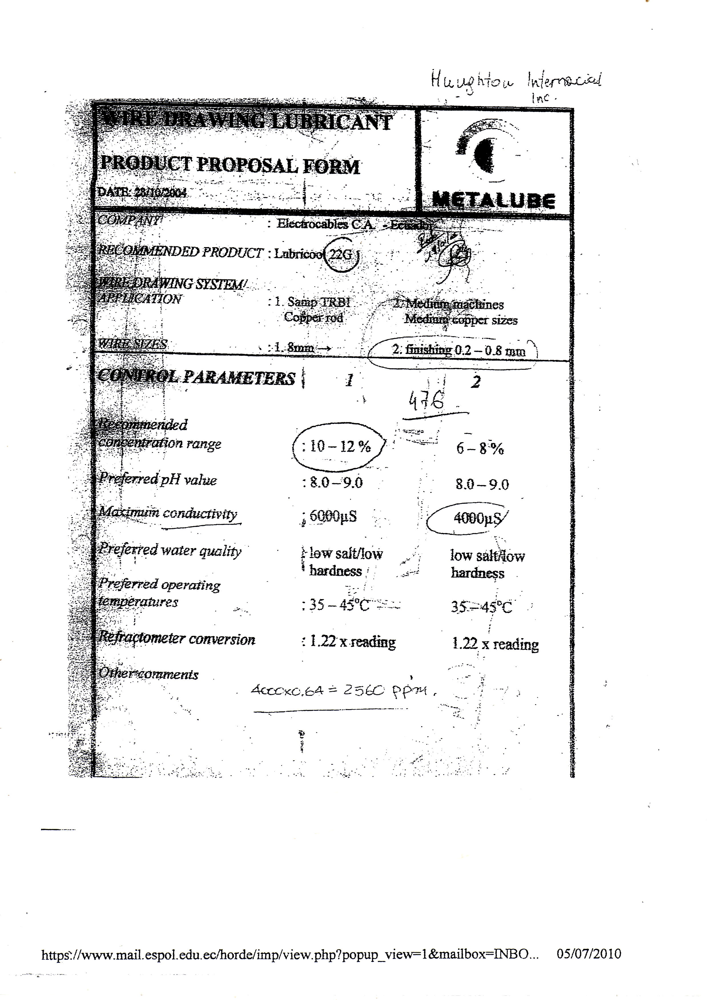 Huughton Internacial
Inc.
WIRE DRAWING LUBRICANT
PRODUCT PROPOSAL FORM
DATE: 28/10/2004
METALUBE
COMPANY : Electrocables C.A. - Ecuador
RECOMMENDED PRODUCT : Lubricool 22G
WIRE DRAWING SYSTEM/
APPLICATION : 1. Samp TRBI 2. Medium machines
Copper rod Medium copper sizes
WIRE SIZES : 1. 8mm → 2. finishing 0.2 – 0.8 mm
CONTROL PARAMETERS 1 2
476
Recommended
concentration range : 10 – 12 % 6 – 8 %
Preferred pH value : 8.0 – 9.0 8.0 – 9.0
Maximum conductivity : 6000µS 4000µS
Preferred water quality : low salt/low low salt/low
hardness hardness
Preferred operating
temperatures : 35 – 45°C 35 – 45°C
Refractometer conversion : 1.22 x reading 1.22 x reading
Other comments
4000x0.64 = 2560 ppm.
https://www.mail.espol.edu.ec/horde/imp/view.php?popup_view=1&mailbox=INBO... 05/07/2010